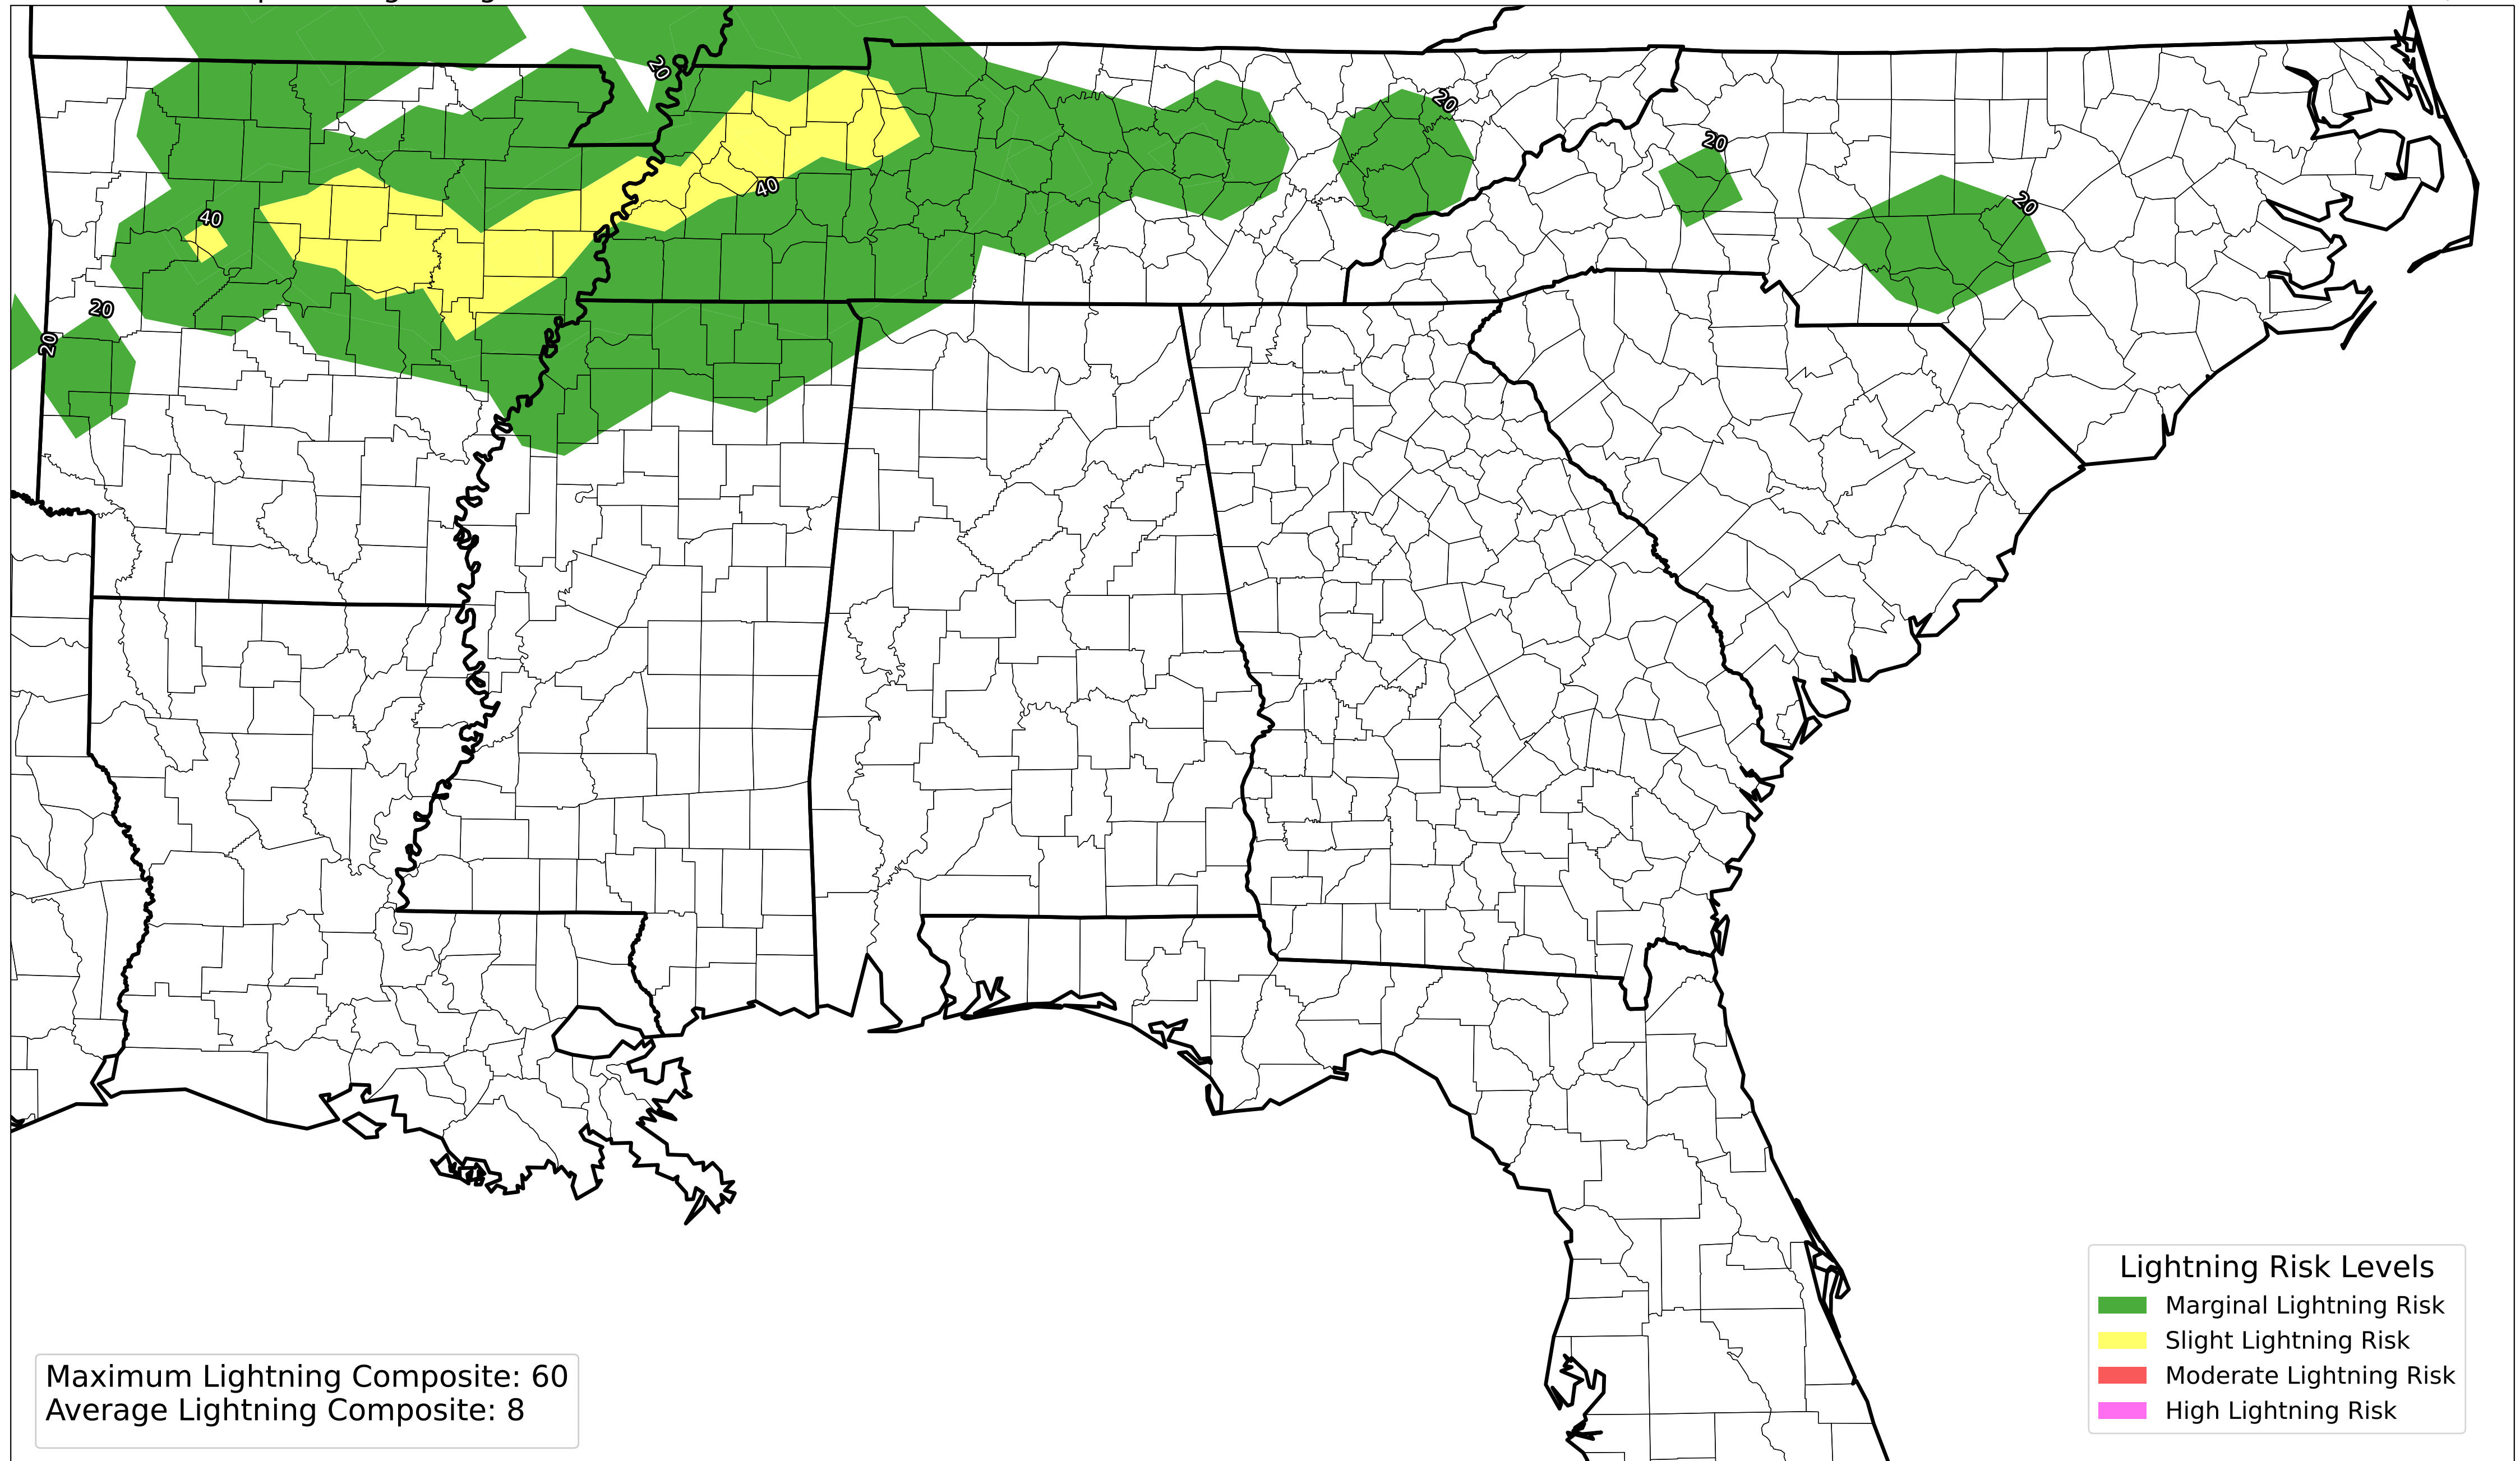 20
20
20
20
40
40
20
20
20
Lightning Risk Levels
Marginal Lightning Risk
Slight Lightning Risk
Moderate Lightning Risk
High Lightning Risk
Maximum Lightning Composite: 60
Average Lightning Composite: 8